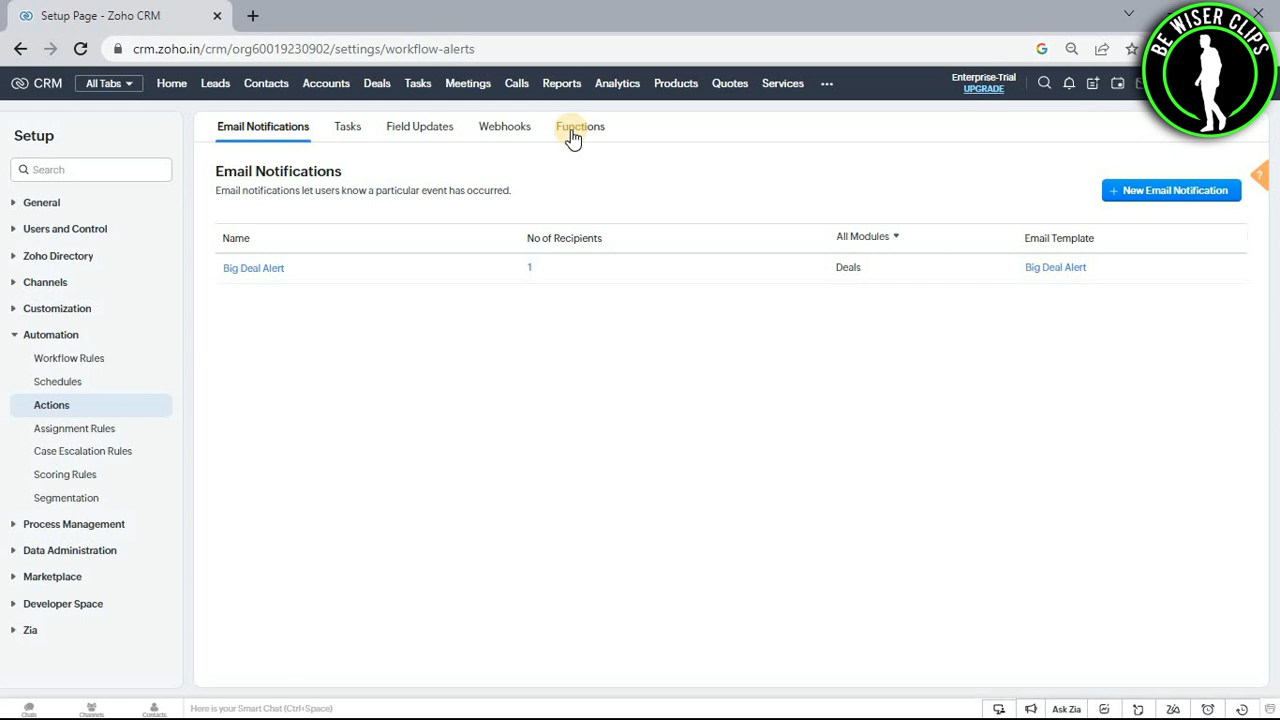 Setup Page - Zoho CRM
crm.zoho.in/crm/org60019230902/settings/workflow-alerts
BE WISER CLIPS
CRM
All Tabs
Home
Leads
Contacts
Accounts
Deals
Tasks
Meetings
Calls
Reports
Analytics
Products
Quotes
Services
Enterprise-Trial
UPGRADE
Setup
Search
General
Users and Control
Zoho Directory
Channels
Customization
Automation
Workflow Rules
Schedules
Actions
Assignment Rules
Case Escalation Rules
Scoring Rules
Segmentation
Process Management
Data Administration
Marketplace
Developer Space
Zia
Email Notifications
Tasks
Field Updates
Webhooks
Functions
Email Notifications
Email notifications let users know a particular event has occurred.
+ New Email Notification
?
Name
No of Recipients
All Modules
Email Template
Big Deal Alert
1
Deals
Big Deal Alert
Chats
Channels
Contacts
Here is your Smart Chat (Ctrl+Space)
Ask Zia